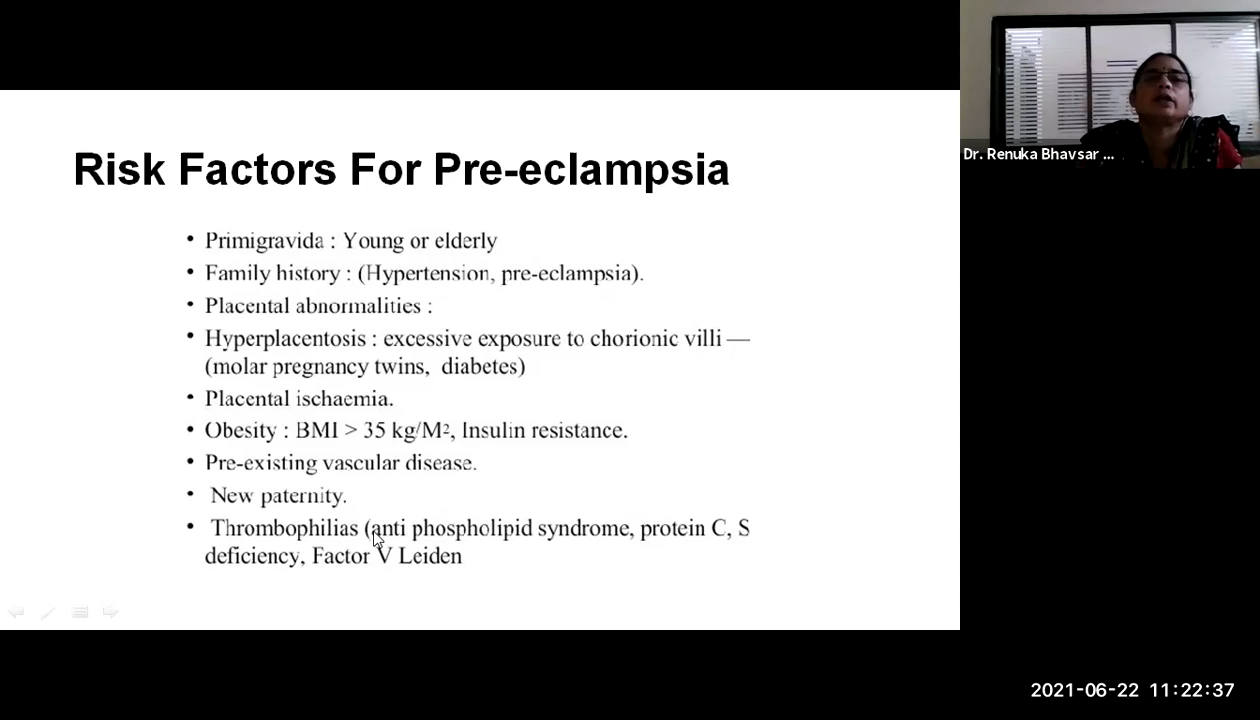 Risk Factors For Pre-eclampsia
• Primigravida : Young or elderly
• Family history : (Hypertension, pre-eclampsia).
• Placental abnormalities :
• Hyperplacentosis : excessive exposure to chorionic villi —
(molar pregnancy twins, diabetes)
• Placental ischaemia.
• Obesity : BMI > 35 kg/M², Insulin resistance.
• Pre-existing vascular disease.
• New paternity.
• Thrombophilias (anti phospholipid syndrome, protein C, S
deficiency, Factor V Leiden
Dr. Renuka Bhavsar ...
2021-06-22 11:22:37